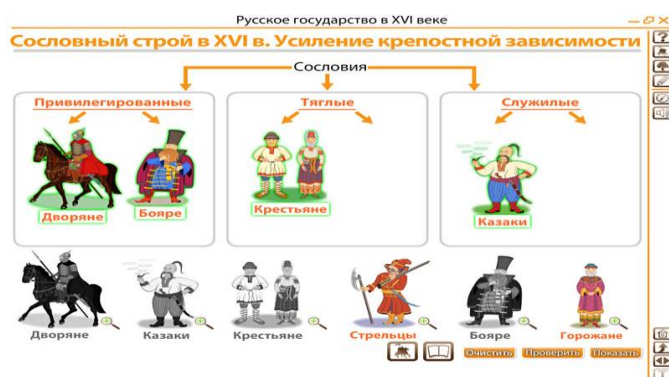 Русское государство в XVI веке
Сословный строй в XVI в. Усиление крепостной зависимости
Сословия
Привилегированные
Тяглые
Служилые
Дворяне
Бояре
Крестьяне
Казаки
Дворяне
Казаки
Крестьяне
Стрельцы
Бояре
Горожане
Очистить
Проверить
Показать